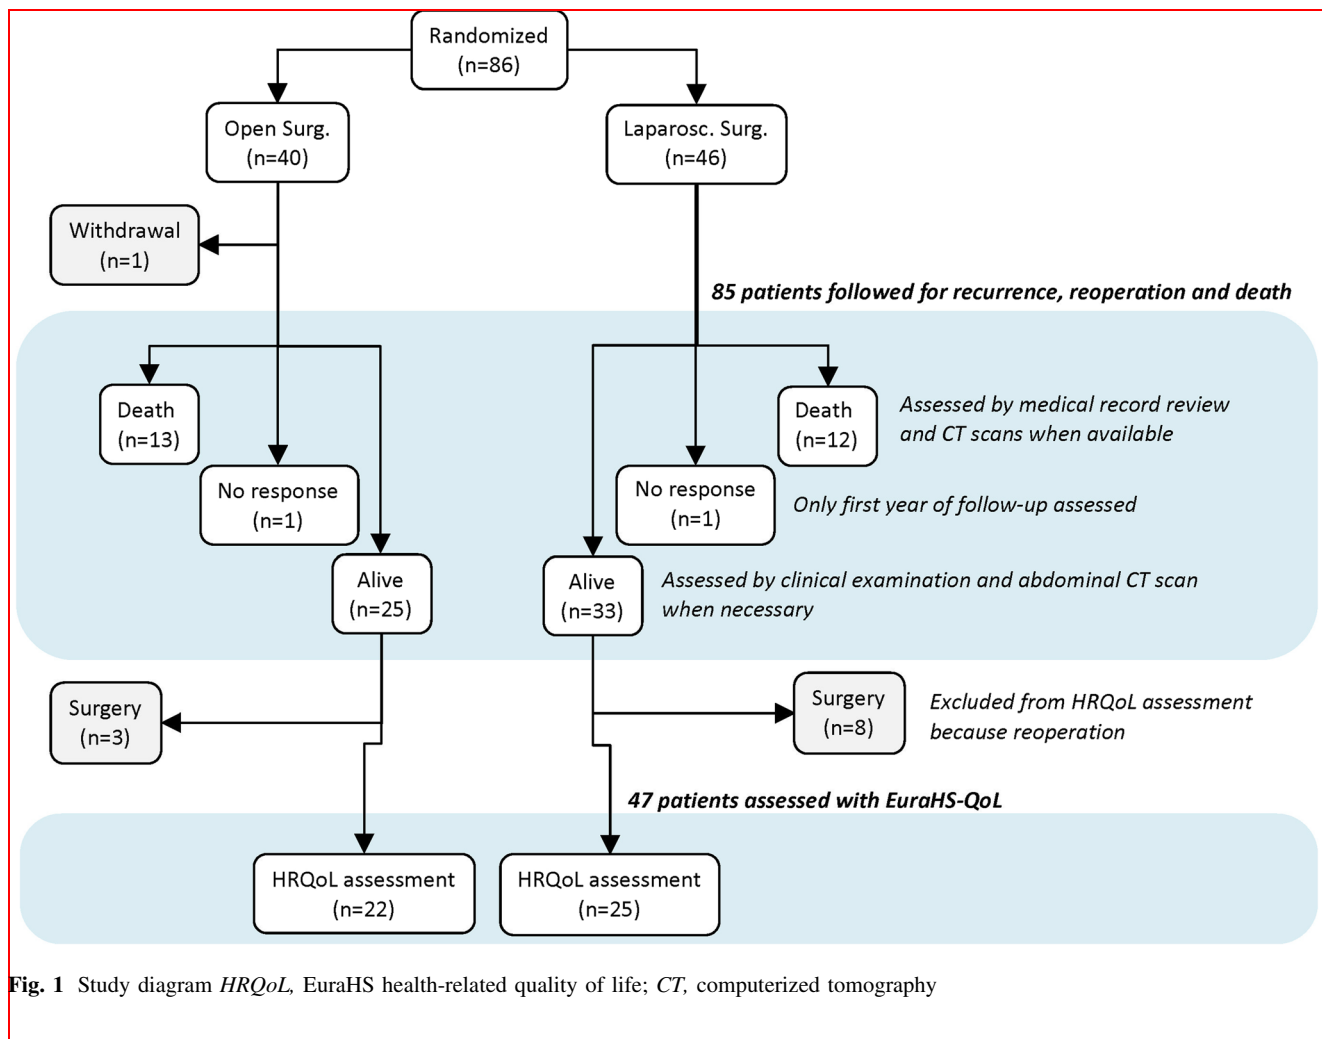 Randomized
(n=86)
Open Surg.
(n=40)
Laparosc. Surg.
(n=46)
Withdrawal
(n=1)
85 patients followed for recurrence, reoperation and death
Death
(n=13)
No response
(n=1)
Alive
(n=25)
Death
(n=12)
Assessed by medical record review
and CT scans when available
No response
(n=1)
Only first year of follow-up assessed
Alive
(n=33)
Assessed by clinical examination and abdominal CT scan
when necessary
Surgery
(n=3)
Surgery
(n=8)
Excluded from HRQoL assessment
because reoperation
47 patients assessed with EuraHS-QoL
HRQoL assessment
(n=22)
HRQoL assessment
(n=25)
Fig. 1 Study diagram HRQoL, EuraHS health-related quality of life; CT, computerized tomography